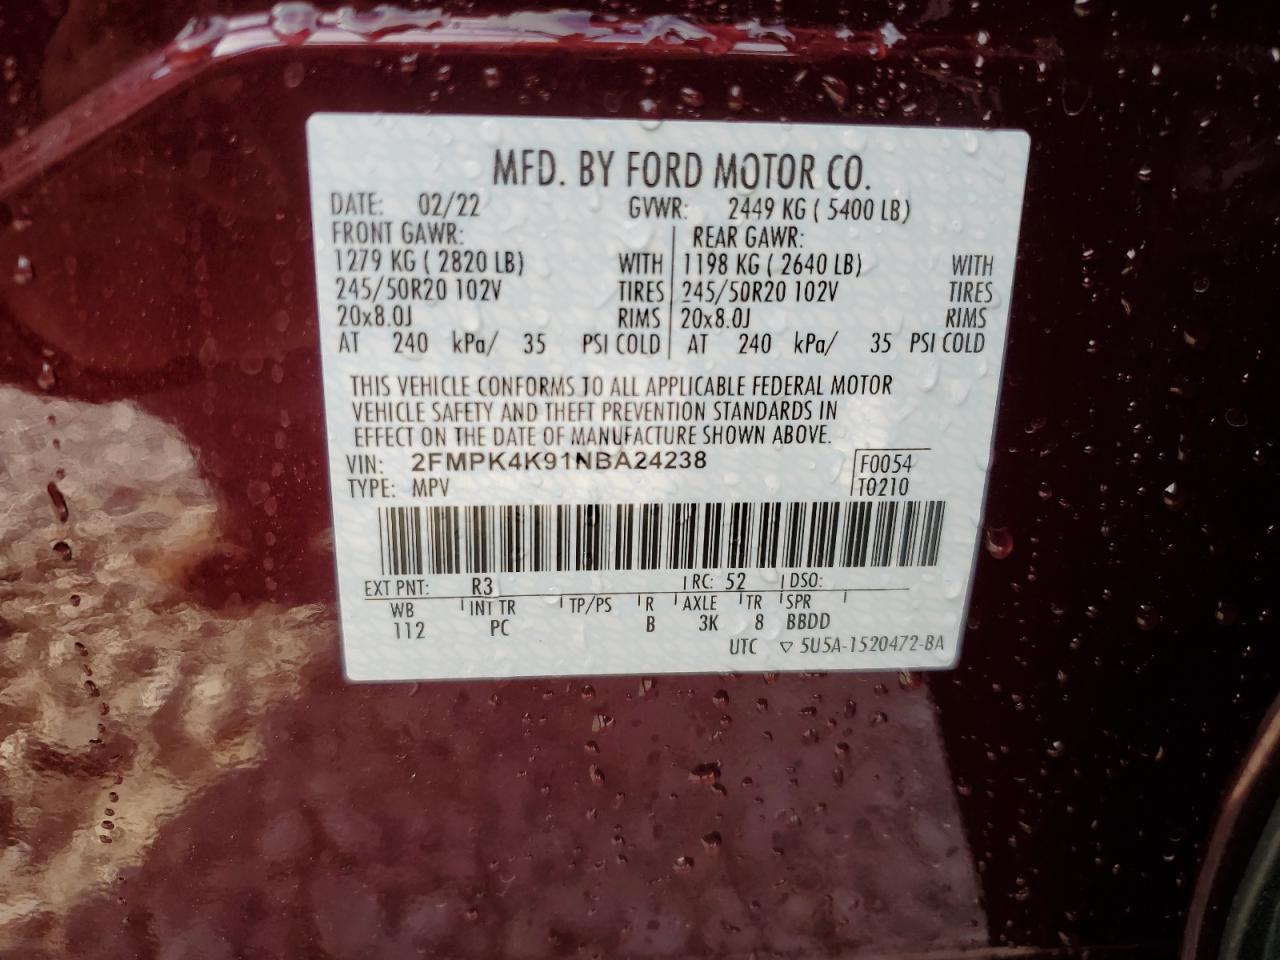 MFD. BY FORD MOTOR CO.
DATE: 02/22 GVWR: 2449 KG ( 5400 LB)
FRONT GAWR: REAR GAWR:
1279 KG ( 2820 LB) WITH 1198 KG ( 2640 LB) WITH
245/50R20 102V TIRES 245/50R20 102V TIRES
20x8.0J RIMS 20x8.0J RIMS
AT 240 kPa/ 35 PSI COLD AT 240 kPa/ 35 PSI COLD
THIS VEHICLE CONFORMS TO ALL APPLICABLE FEDERAL MOTOR
VEHICLE SAFETY AND THEFT PREVENTION STANDARDS IN
EFFECT ON THE DATE OF MANUFACTURE SHOWN ABOVE.
VIN: 2FMPK4K91NBA24238 F0054
TYPE: MPV T0210
EXT PNT: R3 RC: 52 DSO:
WB INT TR TP/PS R AXLE TR SPR
112 PC B 3K 8 BBDD
UTC ▽ 5U5A-1520472-BA